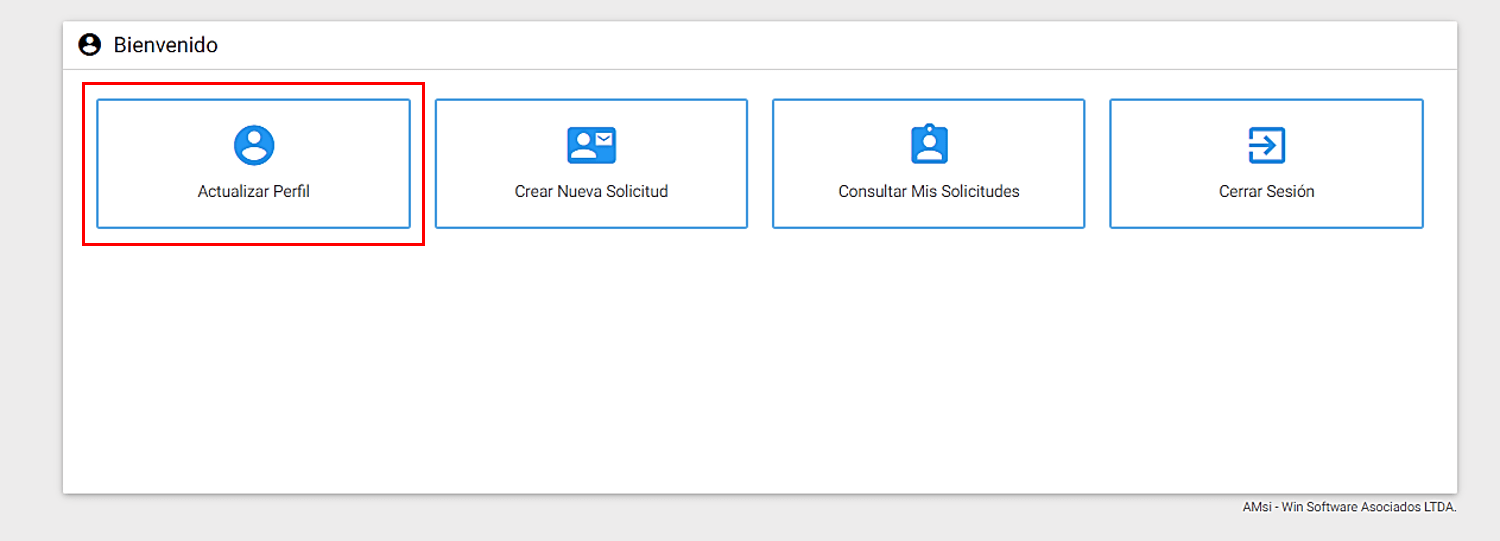 Bienvenido
Actualizar Perfil
Crear Nueva Solicitud
Consultar Mis Solicitudes
Cerrar Sesión
AMsi - Win Software Asociados LTDA.